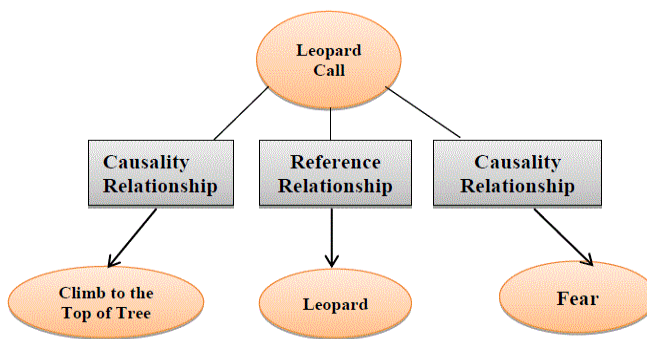 Leopard
Call
Causality
Relationship
Reference
Relationship
Causality
Relationship
Climb to the
Top of Tree
Leopard
Fear